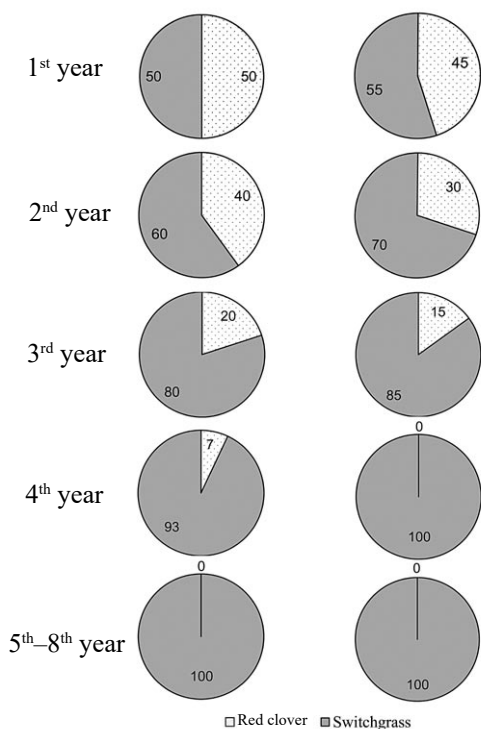 1st year
50 50
55 45
2nd year
60 40
70 30
3rd year
80 20
85 15
4th year
93 7
0
100
5th–8th year
0
100
0
100
Red clover Switchgrass